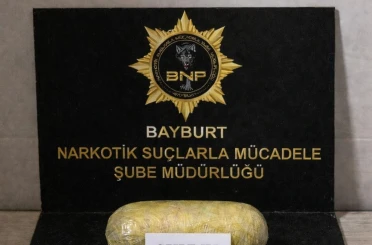 BNP
BAYBURT
NARKOTİK SUÇLARLA MÜCADELE
ŞUBE MÜDÜRLÜĞÜ